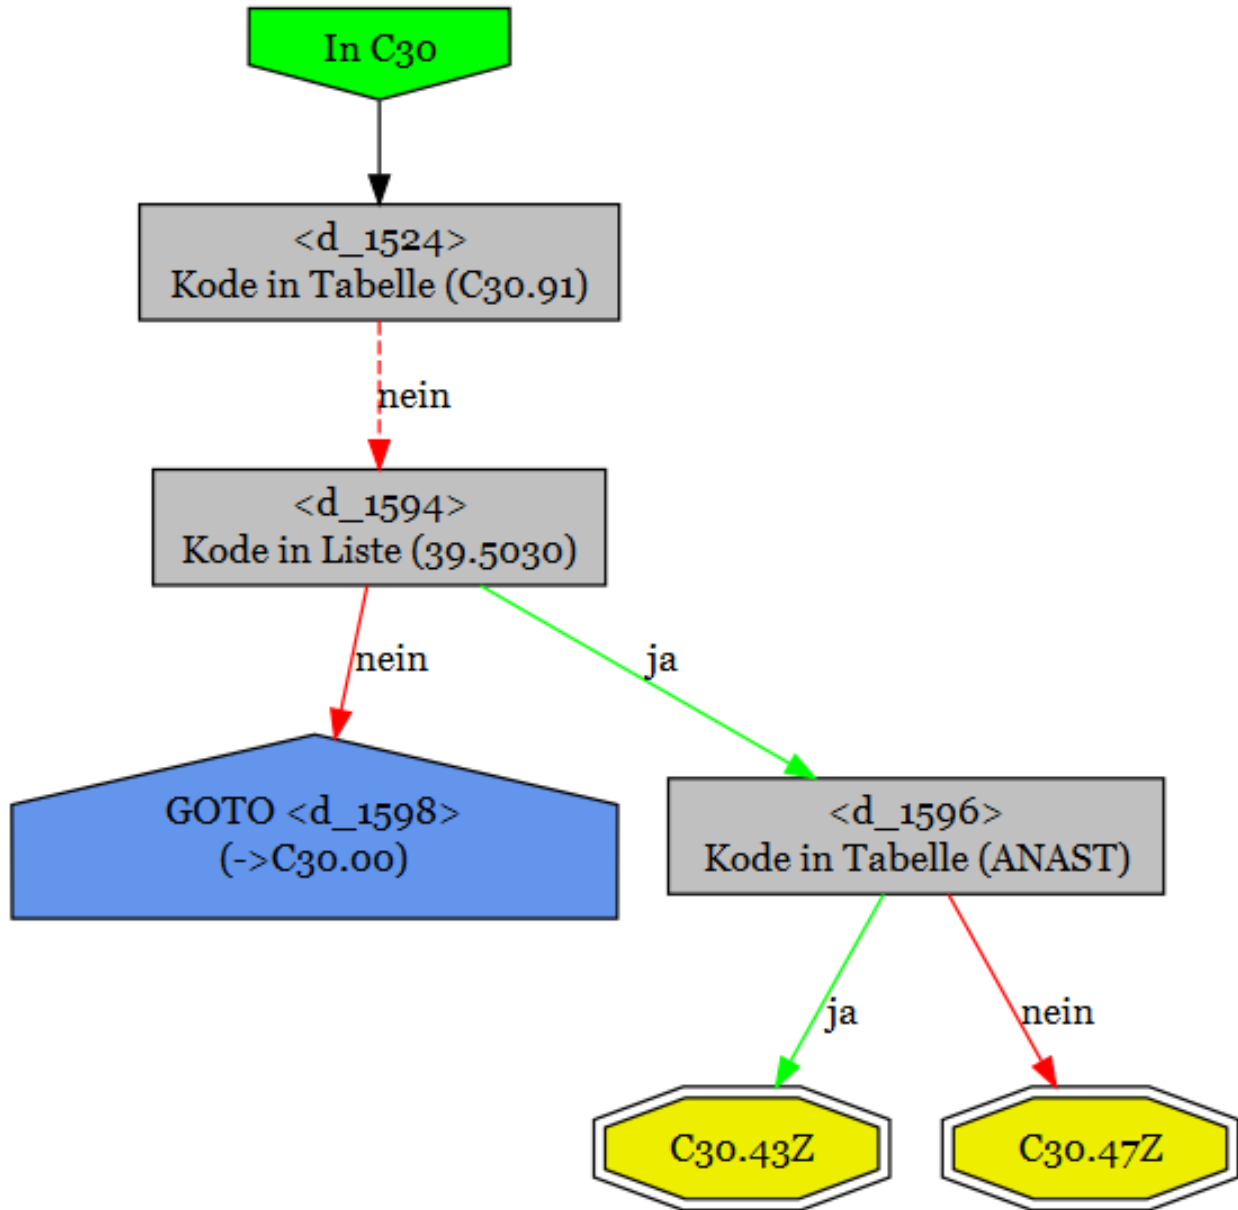 In C30
<d_1524>
Kode in Tabelle (C30.91)
nein
<d_1594>
Kode in Liste (39.5030)
nein
ja
GOTO <d_1598>
(->C30.00)
<d_1596>
Kode in Tabelle (ANAST)
ja
nein
C30.43Z
C30.47Z